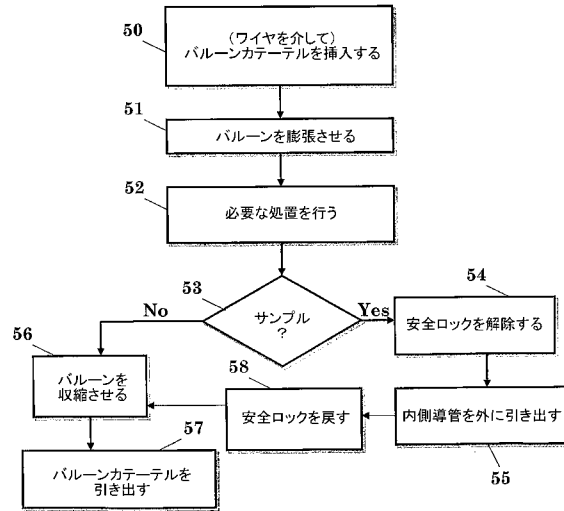 50
(ワイヤを介して)
バルーンカテーテルを挿入する
51
バルーンを膨張させる
52
必要な処置を行う
53
サンプル
?
No
Yes
54
安全ロックを解除する
55
内側導管を外に引き出す
58
安全ロックを戻す
56
バルーンを
収縮させる
57
バルーンカテーテルを
引き出す